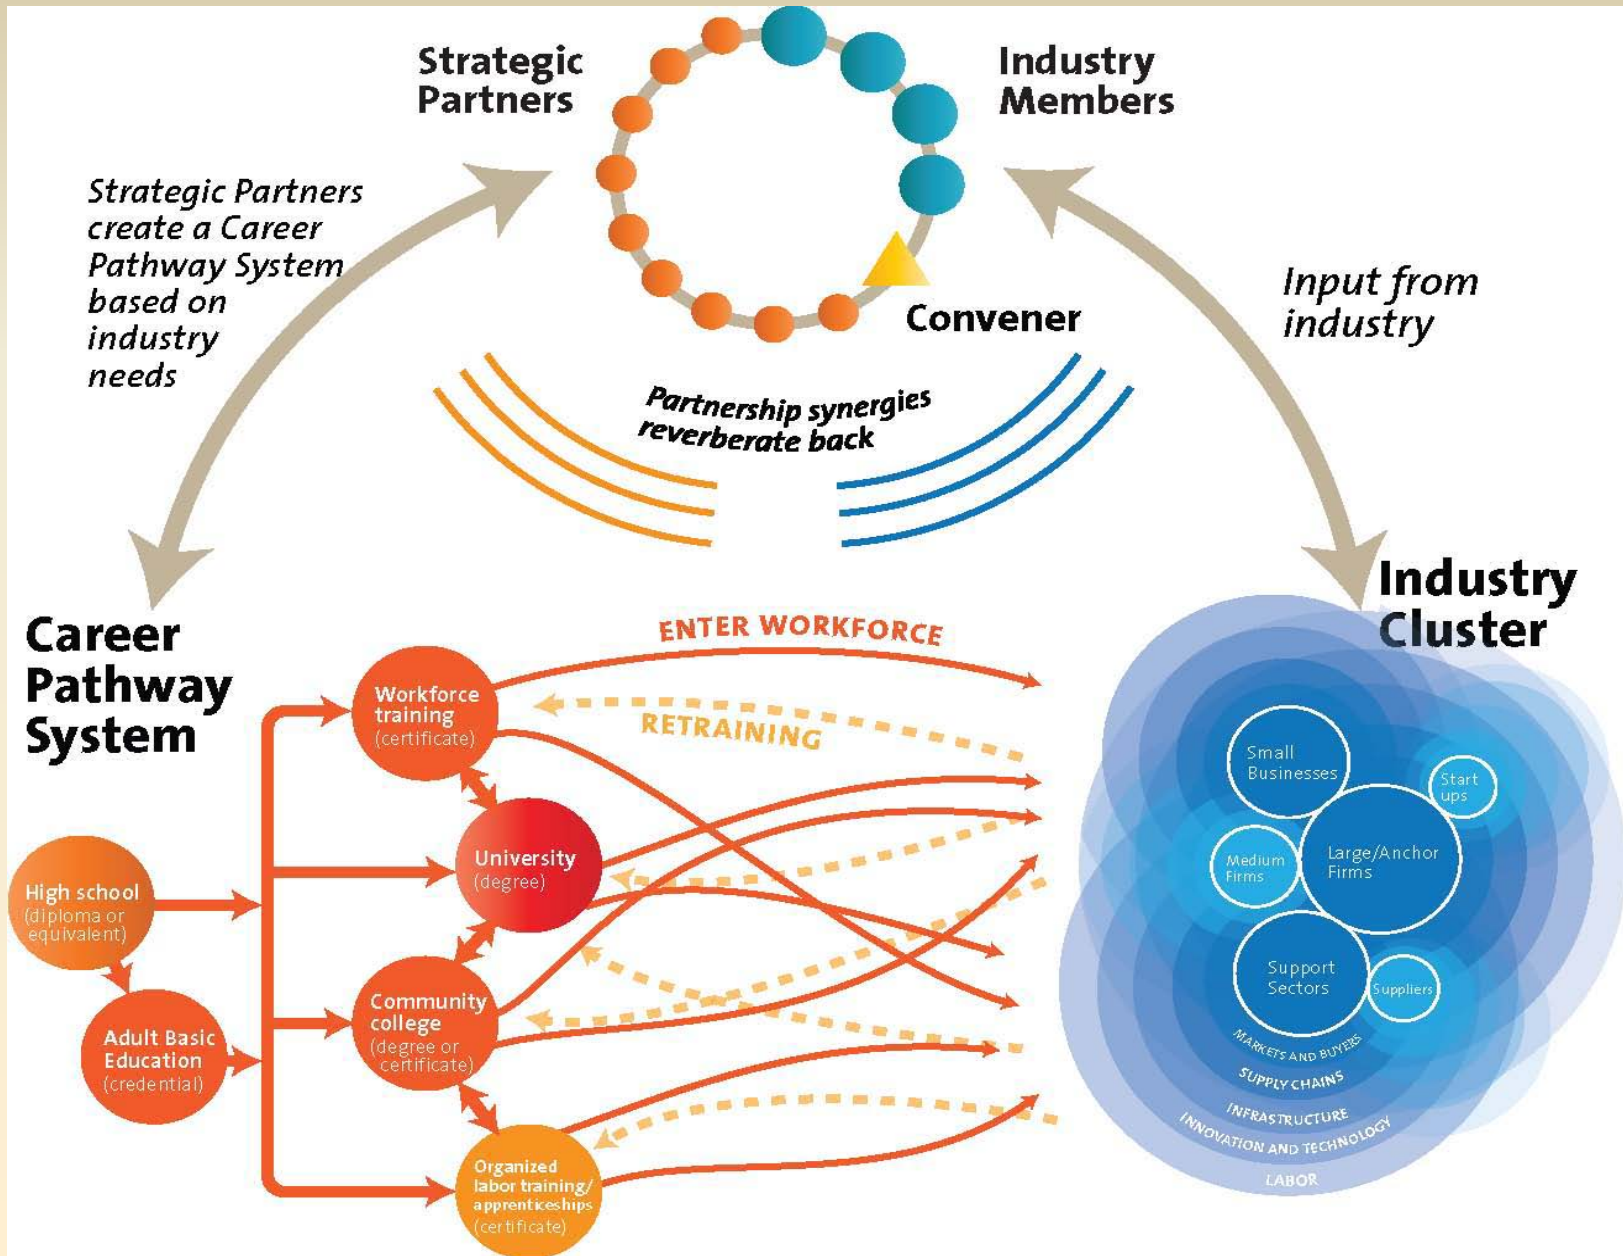 Strategic
Partners
Industry
Members
Strategic Partners
create a Career
Pathway System
based on
industry
needs
Input from
industry
Convener
Partnership synergies
reverberate back
Career
Pathway
System
Industry
Cluster
ENTER WORKFORCE
RETRAINING
Workforce
training
(certificate)
University
(degree)
High school
(diploma or
equivalent)
Adult Basic
Education
(credential)
Community
college
(degree or
certificate)
Organized
labor training/
apprenticeships
(certificate)
Small
Businesses
Start
ups
Medium
Firms
Large/Anchor
Firms
Support
Sectors
Suppliers
MARKETS AND BUYERS
SUPPLY CHAINS
INFRASTRUCTURE
INNOVATION AND TECHNOLOGY
LABOR